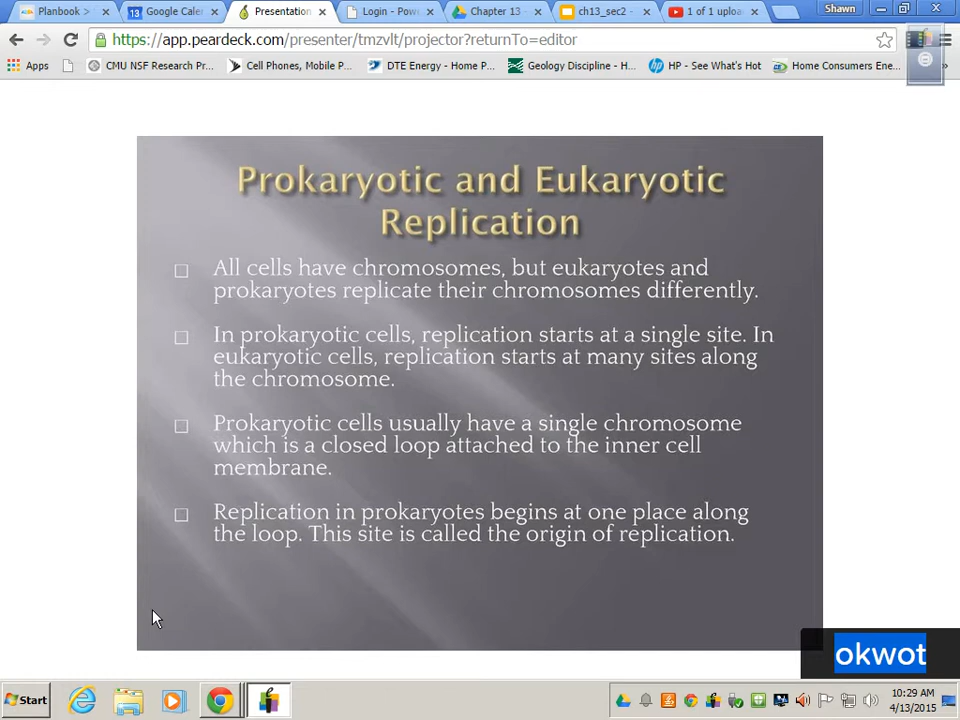 Planbook >
Google Cale
Presentation
Login - Pow
Chapter 13 -
ch13_sec2 -
1 of 1 uploa
Shawn
https://app.peardeck.com/presenter/tmzvlt/projector?returnTo=editor
Apps
CMU NSF Research Pr...
Cell Phones, Mobile P...
DTE Energy - Home P...
Geology Discipline - H...
HP - See What's Hot
Home Consumers Ene...
Prokaryotic and Eukaryotic
Replication
All cells have chromosomes, but eukaryotes and
prokaryotes replicate their chromosomes differently.
In prokaryotic cells, replication starts at a single site. In
eukaryotic cells, replication starts at many sites along
the chromosome.
Prokaryotic cells usually have a single chromosome
which is a closed loop attached to the inner cell
membrane.
Replication in prokaryotes begins at one place along
the loop. This site is called the origin of replication.
okwot
Start
10:29 AM
4/13/2015